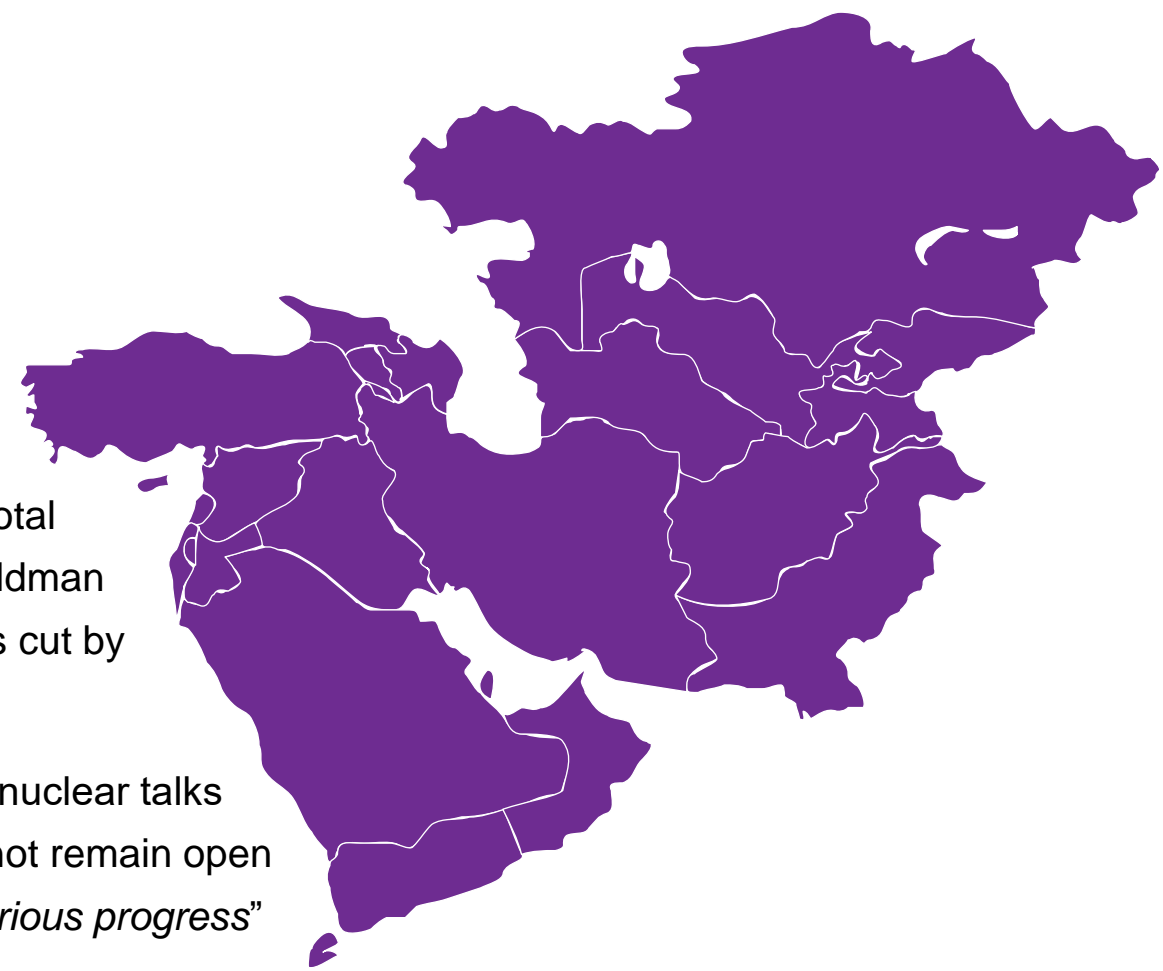 otal
ldman
s cut by
nuclear talks
not remain open
rious progress”